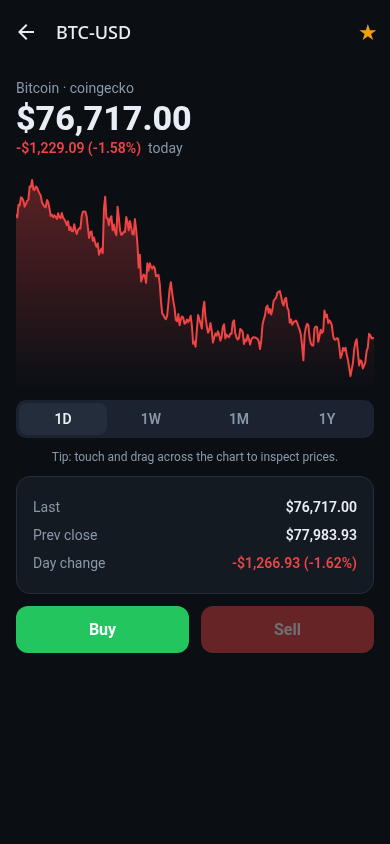 BTC-USD
Bitcoin · coingecko
$76,717.00
-$1,229.09 (-1.58%) today
1D 1W 1M 1Y
Tip: touch and drag across the chart to inspect prices.
Last $76,717.00
Prev close $77,983.93
Day change -$1,266.93 (-1.62%)
Buy Sell